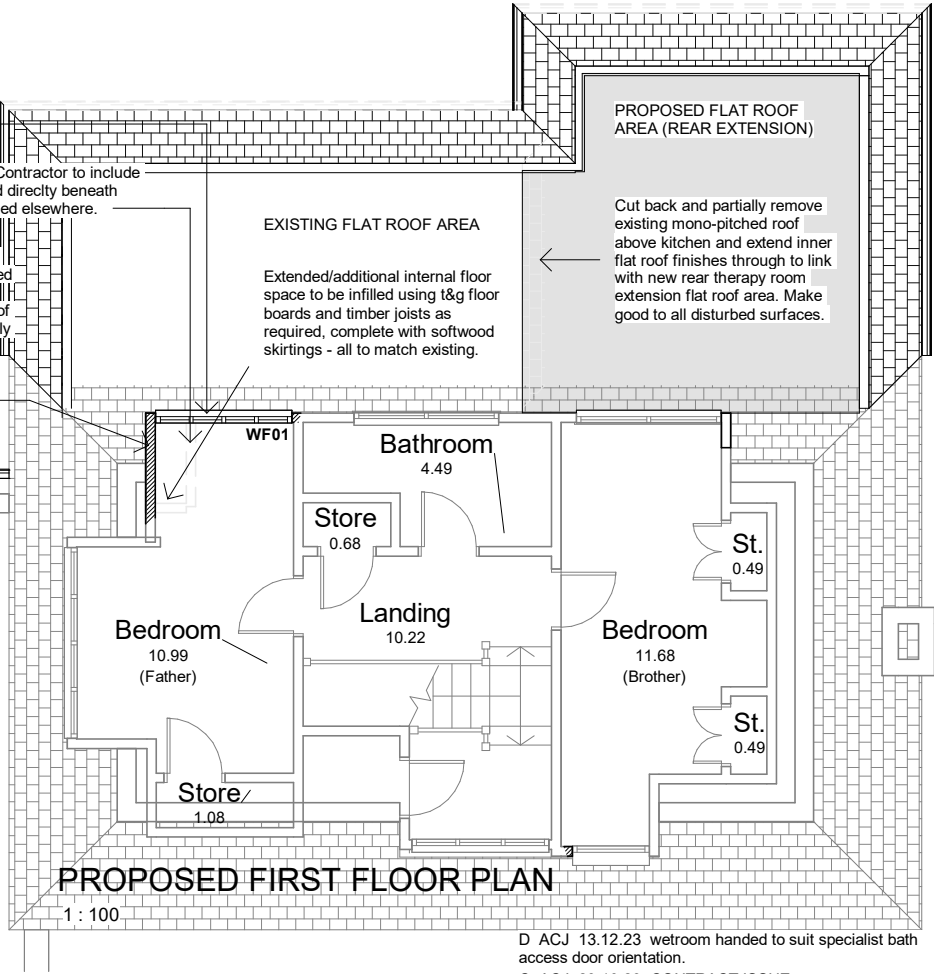 PROPOSED FLAT ROOF
AREA (REAR EXTENSION)
Contractor to include
direclty beneath
elsewhere.
Cut back and partially remove
existing mono-pitched roof
above kitchen and extend inner
flat roof finishes through to link
with new rear therapy room
extension flat roof area. Make
good to all disturbed surfaces.
EXISTING FLAT ROOF AREA
Extended/additional internal floor
space to be infilled using t&g floor
boards and timber joists as
required, complete with softwood
skirtings - all to match existing.
of
WF01
Bathroom
4.49
Store
0.68
St.
0.49
Landing
10.22
Bedroom
10.99
(Father)
Bedroom
11.68
(Brother)
St.
0.49
Store
1.08
PROPOSED FIRST FLOOR PLAN
1 : 100
D ACJ 13.12.23 wetroom handed to suit specialist bath
access door orientation.